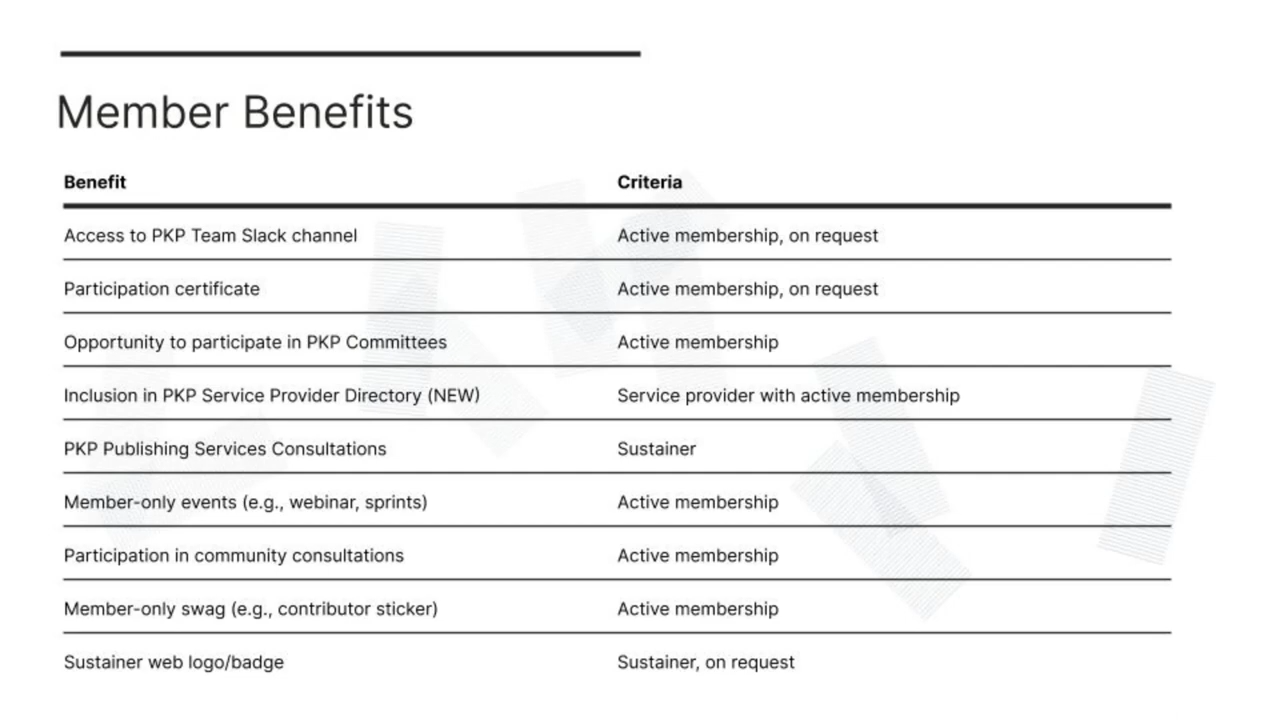 Member Benefits
Benefit Criteria
Access to PKP Team Slack channel Active membership, on request
Participation certificate Active membership, on request
Opportunity to participate in PKP Committees Active membership
Inclusion in PKP Service Provider Directory (NEW) Service provider with active membership
PKP Publishing Services Consultations Sustainer
Member-only events (e.g., webinar, sprints) Active membership
Participation in community consultations Active membership
Member-only swag (e.g., contributor sticker) Active membership
Sustainer web logo/badge Sustainer, on request